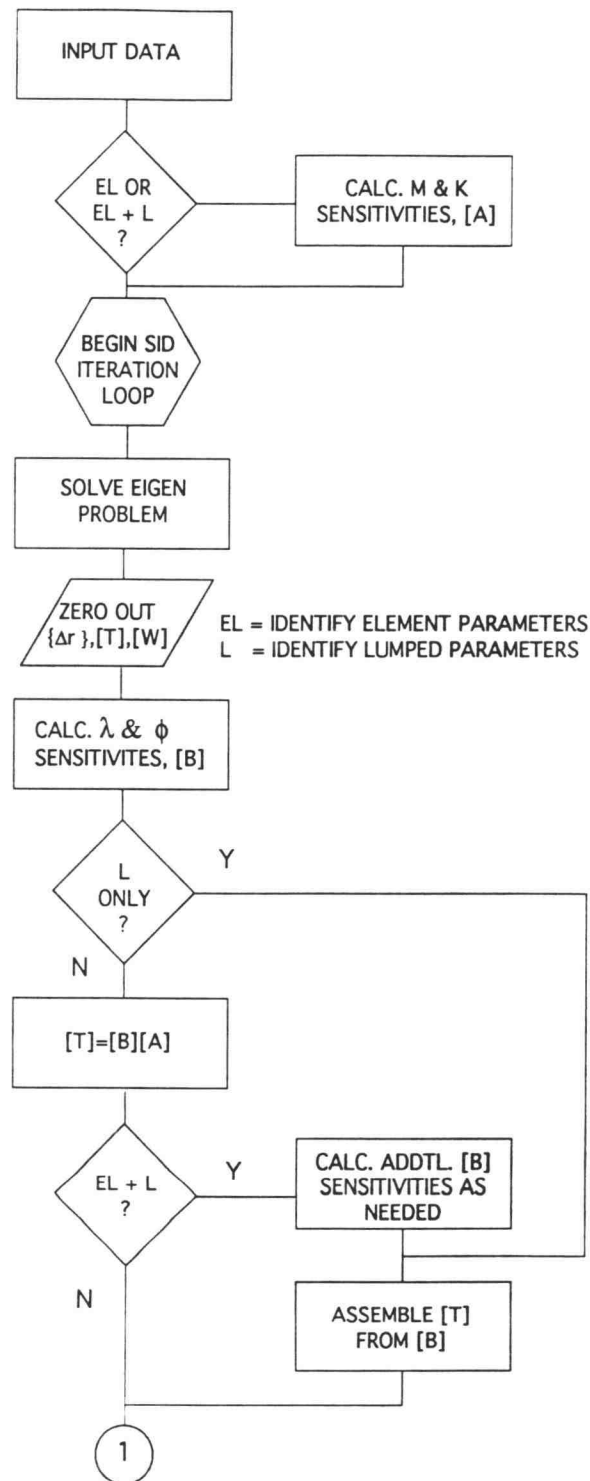 INPUT DATA
EL OR
EL + L
?
CALC. M & K
SENSITIVITIES, [A]
BEGIN SID
ITERATION
LOOP
SOLVE EIGEN
PROBLEM
ZERO OUT
{Δr },[T],[W]
EL = IDENTIFY ELEMENT PARAMETERS
L = IDENTIFY LUMPED PARAMETERS
CALC. λ & ϕ
SENSITIVITES, [B]
L
ONLY
?
Y
N
[T]=[B][A]
EL + L
?
Y
CALC. ADDTL. [B]
SENSITIVITIES AS
NEEDED
N
ASSEMBLE [T]
FROM [B]
1